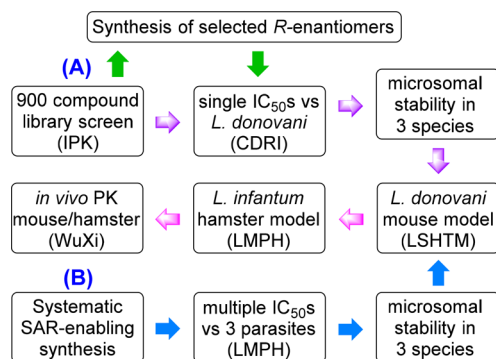 Synthesis of selected R-enantiomers
(A)
900 compound
library screen
(IPK)
single IC50s vs
L. donovani
(CDRI)
microsomal
stability in
3 species
in vivo PK
mouse/hamster
(WuXi)
L. infantum
hamster model
(LMPH)
L. donovani
mouse model
(LSHTM)
(B)
Systematic
SAR-enabling
synthesis
multiple IC50s
vs 3 parasites
(LMPH)
microsomal
stability in
3 species